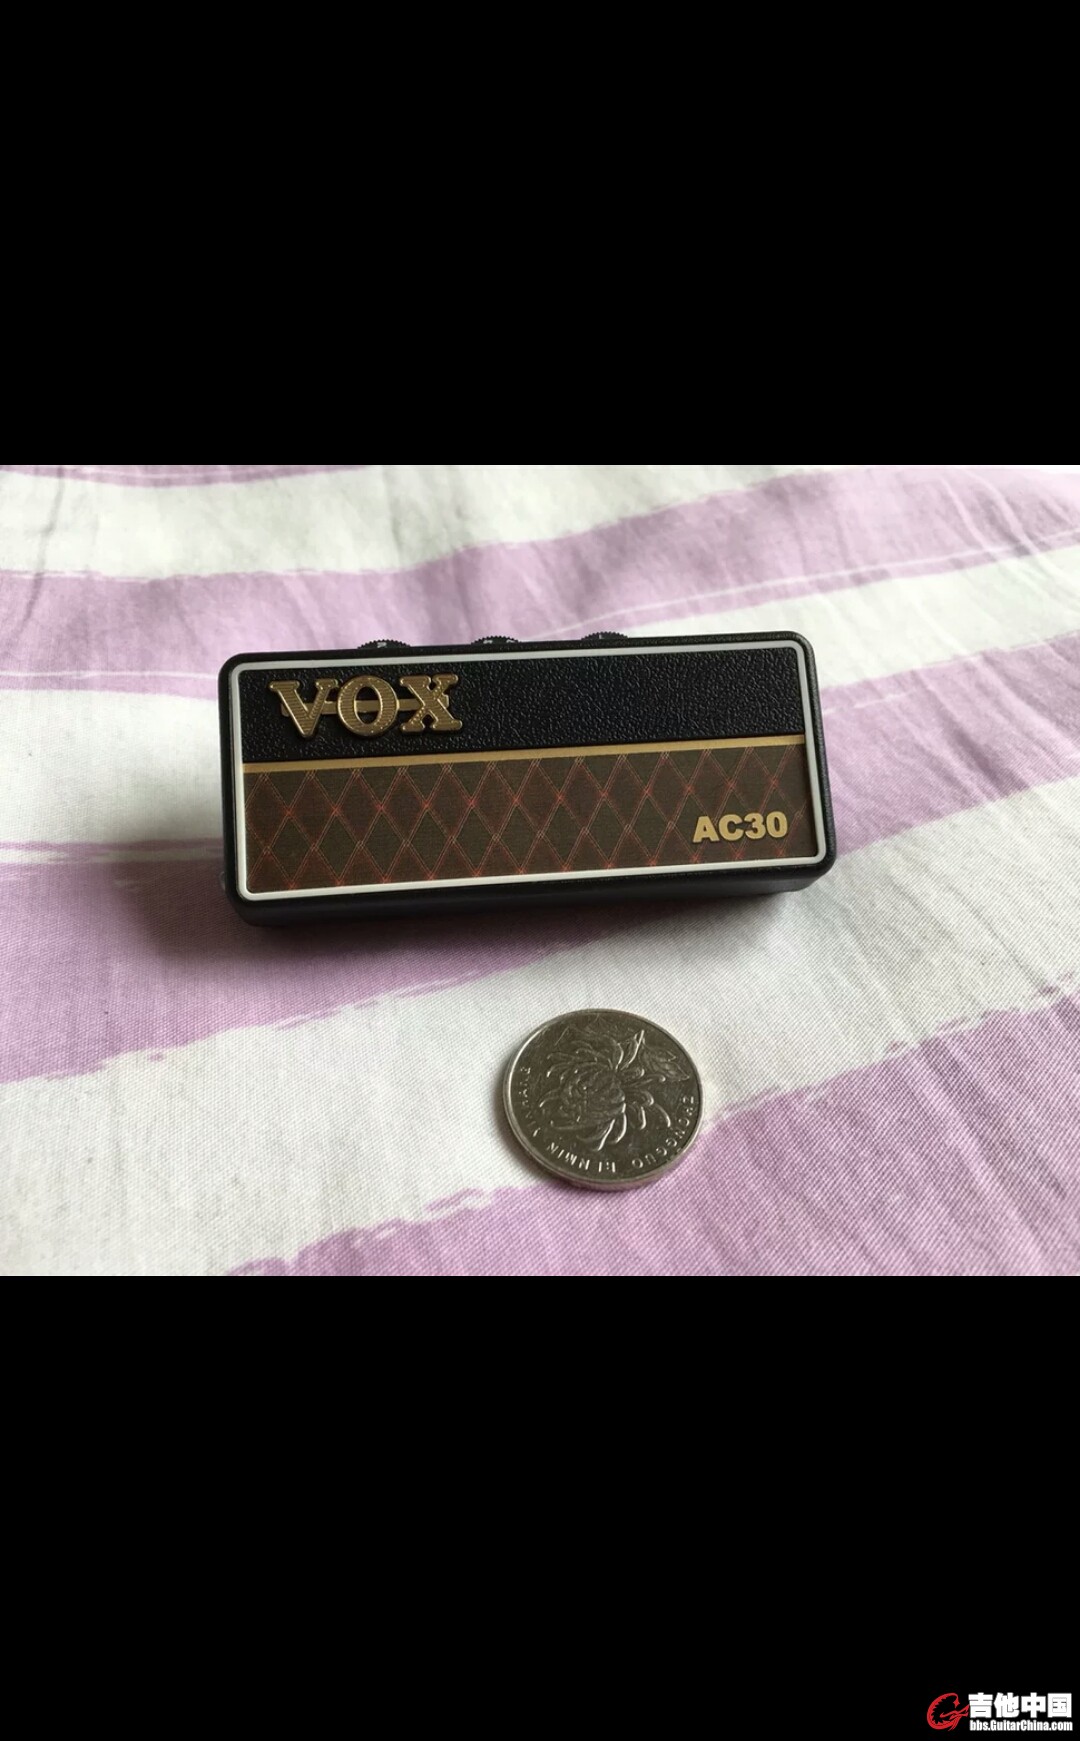 VOX
AC30
ZHONGGUO RENMIN YINHANG
吉他中国
bbs.GuitarChina.com